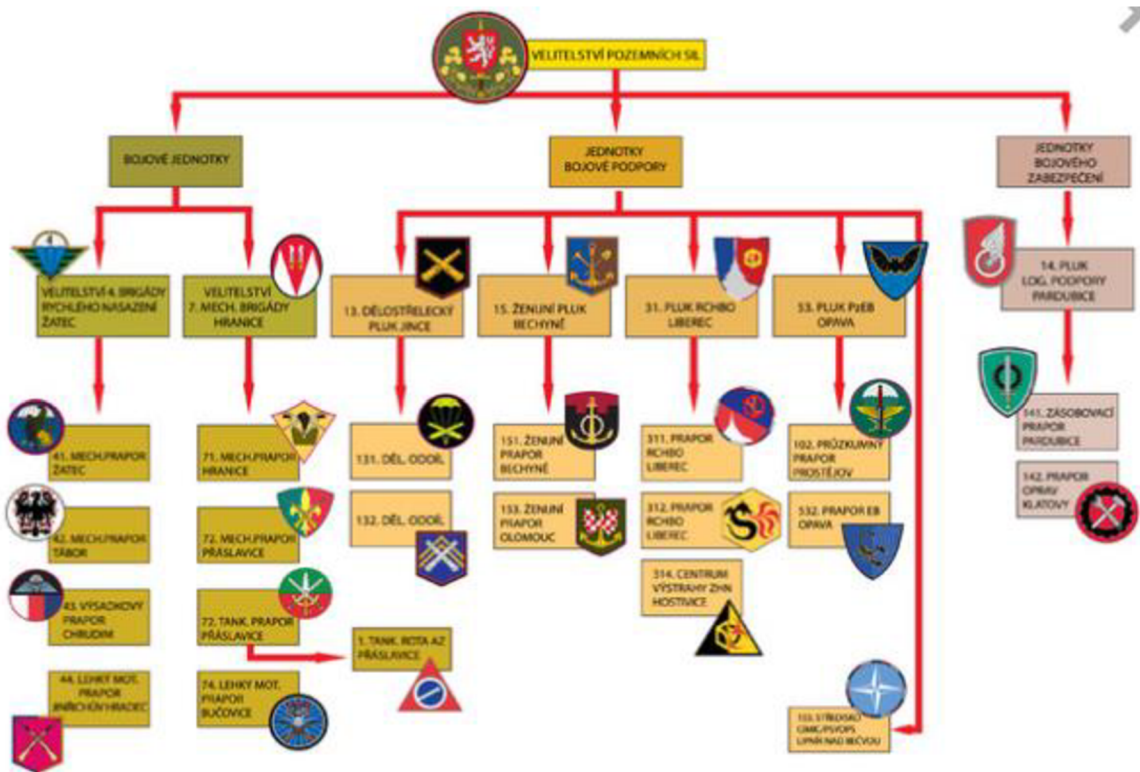 VELITELSTVÍ POZEMNÍCH SIL
BOJOVÉ JEDNOTKY
JEDNOTKY
BOJOVÉ PODPORY
JEDNOTKY
BOJOVÉHO
ZABEZPEČENÍ
VELITELSTVÍ 4. BRIGÁDY
RYCHLÉHO NASAZENÍ
ŽATEC
VELITELSTVÍ
7. MECH. BRIGÁDY
HRANICE
13. DĚLOSTŘELECKÝ
PLUK JINCE
15. ŽENIJNÍ PLUK
BECHYNĚ
31. PLUK RCHBO
LIBEREC
53. PLUK PzEB
OPAVA
14. PLUK
LOG. PODPORY
PARDUBICE
41. MECH.PRAPOR
ŽATEC
71. MECH.PRAPOR
HRANICE
131. DĚL. ODDÍL
151. ŽENIJNÍ
PRAPOR
BECHYNĚ
311. PRAPOR
RCHBO
LIBEREC
102. PRŮZKUMNÝ
PRAPOR
PROSTĚJOV
141. ZÁSOBOVACÍ
PRAPOR
PARDUBICE
42. MECH.PRAPOR
TÁBOR
72. MECH.PRAPOR
PŘÁSLAVICE
132. DĚL. ODDÍL
153. ŽENIJNÍ
PRAPOR
OLOMOUC
312. PRAPOR
RCHBO
LIBEREC
532. PRAPOR EB
OPAVA
142. PRAPOR
OPRAV
KLATOVY
43. VÝSADKOVÝ
PRAPOR
CHRUDIM
72. TANK. PRAPOR
PŘÁSLAVICE
1. TANK. ROTA AZ
PŘÁSLAVICE
314. CENTRUM
VÝSTRAHY ZHN
HOSTIVICE
44. LEHKÝ MOT.
PRAPOR
JINŘICHŮV HRADEC
74. LEHKÝ MOT.
PRAPOR
BUČOVICE
CIMIC/PSYOPS
LIPNÍK NAD BEČVOU